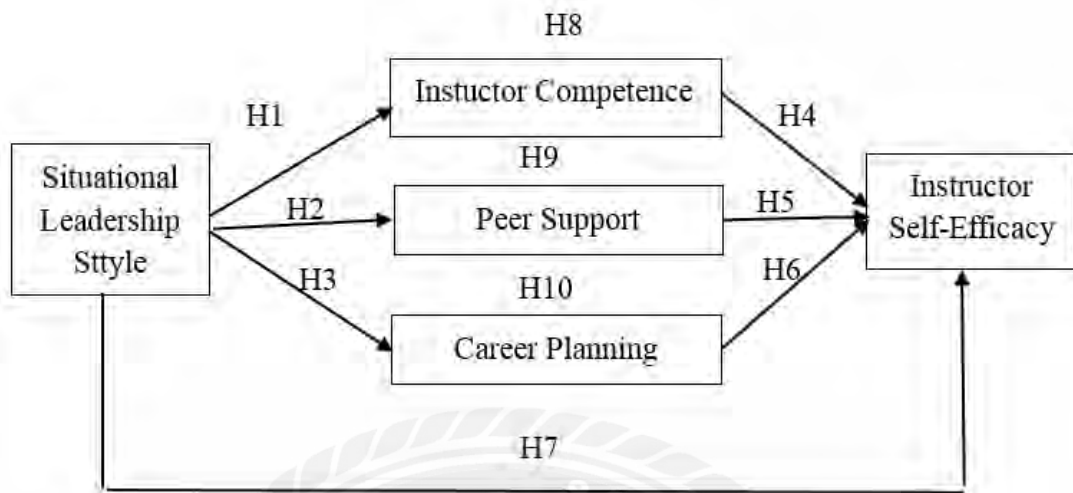 H8
Instuctor Competence
H1
H4
H9
Situational
Leadership
Sttyle
H2
Peer Support
H5
Instructor
Self-Efficacy
H3
H10
H6
Career Planning
H7